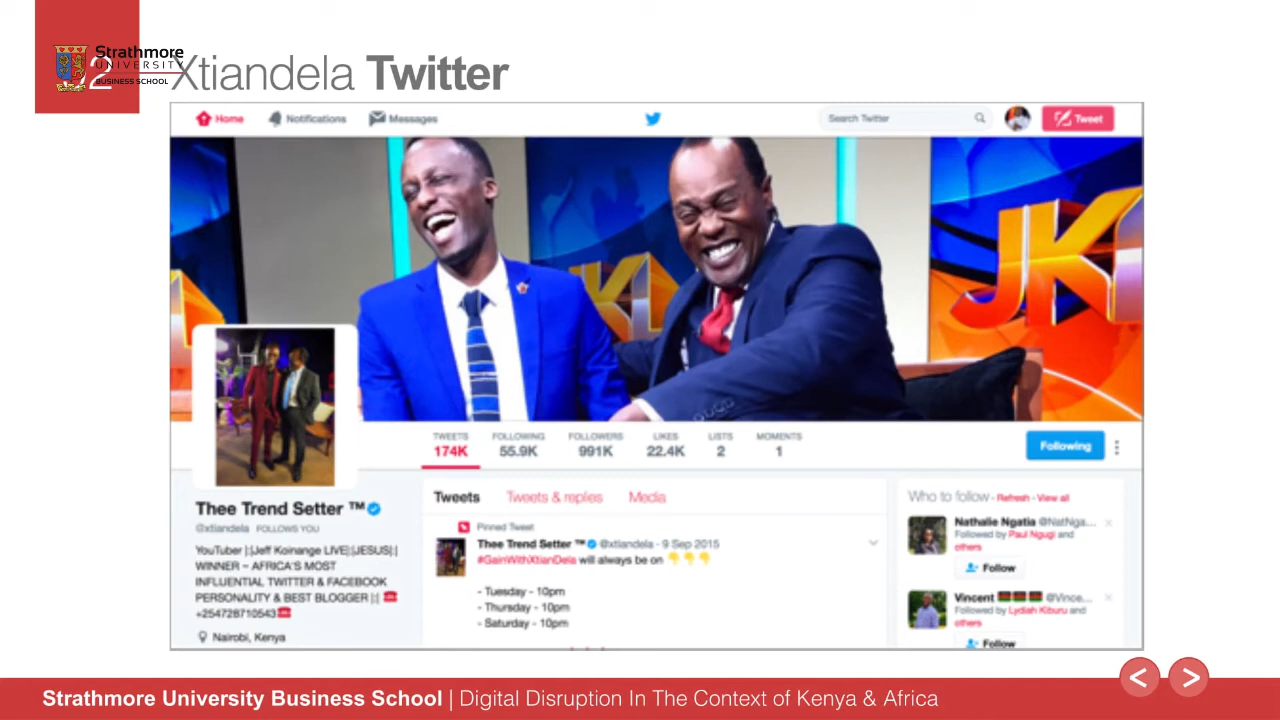 Strathmore
UNIVERSITY
BUSINESS SCHOOL
2
Xtiandela Twitter
Home Notifications Messages Search Twitter Tweet
JKL
JK
TWEETS FOLLOWING FOLLOWERS LIKES LISTS MOMENTS
174K 55.9K 991K 22.4K 2 1
Following
Thee Trend Setter ™
@xtiandela FOLLOWS YOU
YouTuber |:|Jeff Koinange LIVE|:|JESUS|:|
WINNER – AFRICA'S MOST
INFLUENTIAL TWITTER & FACEBOOK
PERSONALITY & BEST BLOGGER |:|
+254728710543
Nairobi, Kenya
Tweets Tweets & replies Media
Pinned Tweet
Thee Trend Setter ™ @xtiandela - 9 Sep 2015
#GainWithXtianDela will always be on 👇👇👇
- Tuesday - 10pm
- Thursday - 10pm
- Saturday - 10pm
Who to follow - Refresh - View all
Nathalie Ngatia @NatNga...
Followed by Paul Ngugi and
others
Follow
Vincent @Vince...
Followed by Lydiah Kiburu and
others
Follow
Strathmore University Business School | Digital Disruption In The Context of Kenya & Africa
< >